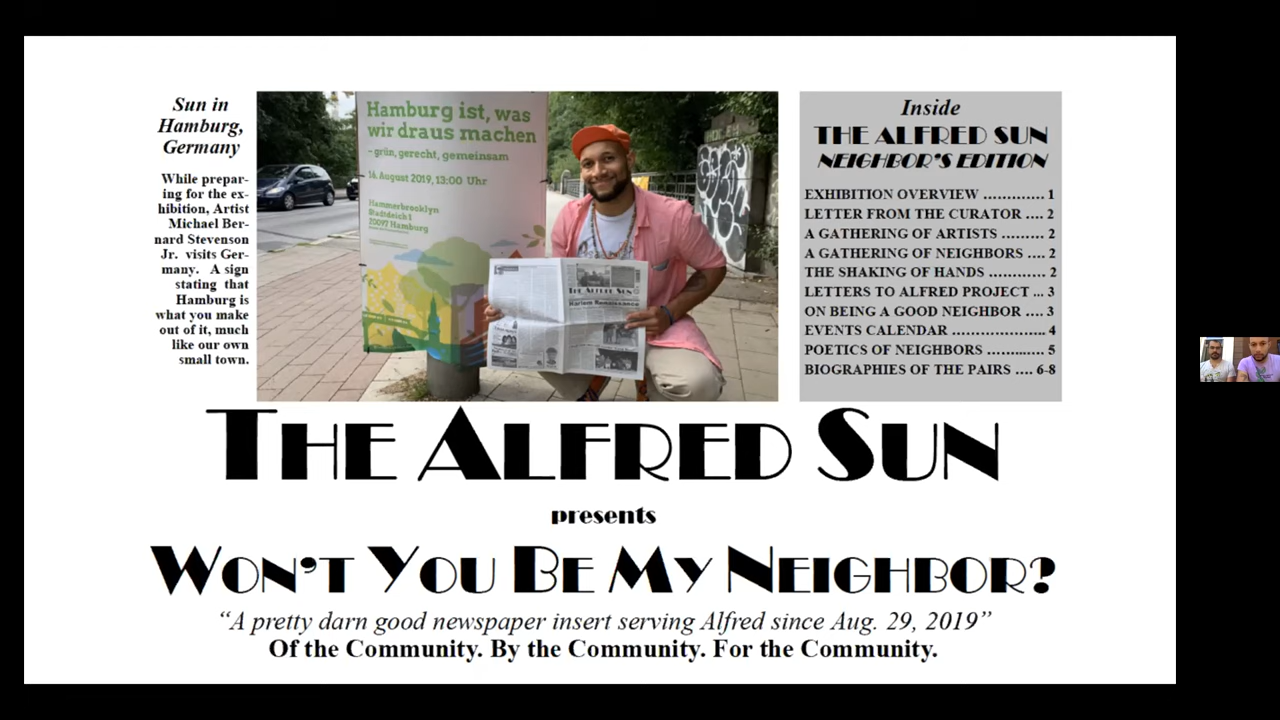 Sun in
Hamburg,
Germany
While prepar-
ing for the ex-
hibition, Artist
Michael Ber-
nard Stevenson
Jr. visits Ger-
many. A sign
stating that
Hamburg is
what you make
out of it, much
like our own
small town.
Hamburg ist, was
wir draus machen
– grün, gerecht, gemeinsam
16. August 2019, 13:00 Uhr
Hammerbrooklyn
Stadtdeich 1
20097 Hamburg
THE ALFRED SUN
Harlem Renaissance
Inside
THE ALFRED SUN
NEIGHBOR'S EDITION
EXHIBITION OVERVIEW ............. 1
LETTER FROM THE CURATOR .... 2
A GATHERING OF ARTISTS ......... 2
A GATHERING OF NEIGHBORS .... 2
THE SHAKING OF HANDS ............ 2
LETTERS TO ALFRED PROJECT ... 3
ON BEING A GOOD NEIGHBOR .... 3
EVENTS CALENDAR ................... 4
POETICS OF NEIGHBORS ............ 5
BIOGRAPHIES OF THE PAIRS .... 6-8
THE ALFRED SUN
presents
WON'T YOU BE MY NEIGHBOR?
“A pretty darn good newspaper insert serving Alfred since Aug. 29, 2019”
Of the Community. By the Community. For the Community.